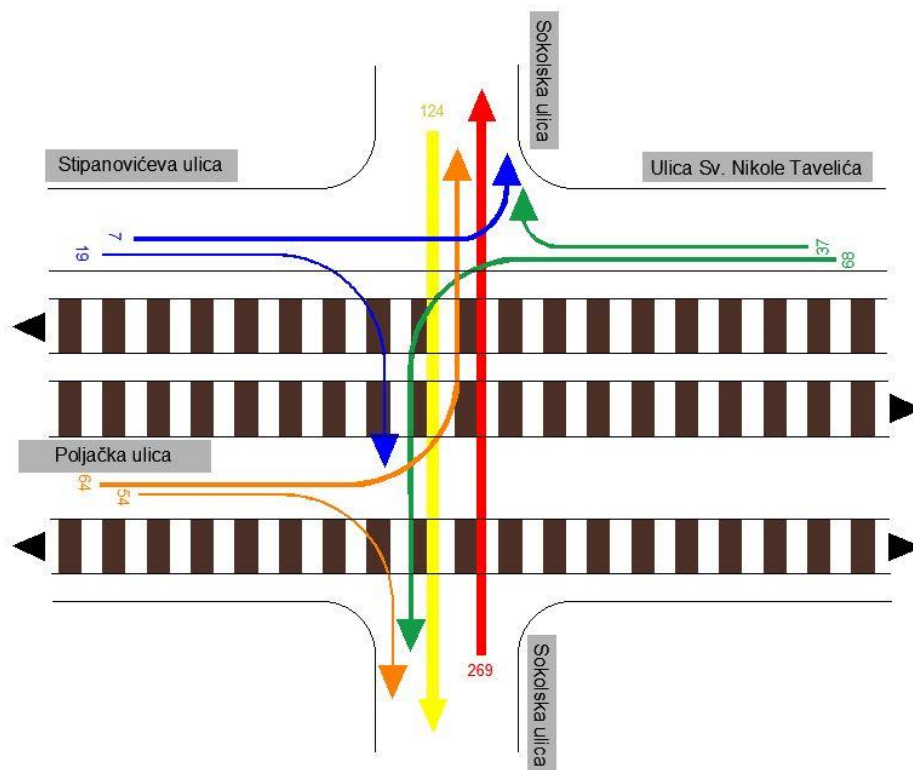 Sokolska ulica
124
Stipanovićeva ulica
Ulica Sv. Nikole Tavelića
7
19
37
68
Poljačka ulica
64
54
269
Sokolska ulica